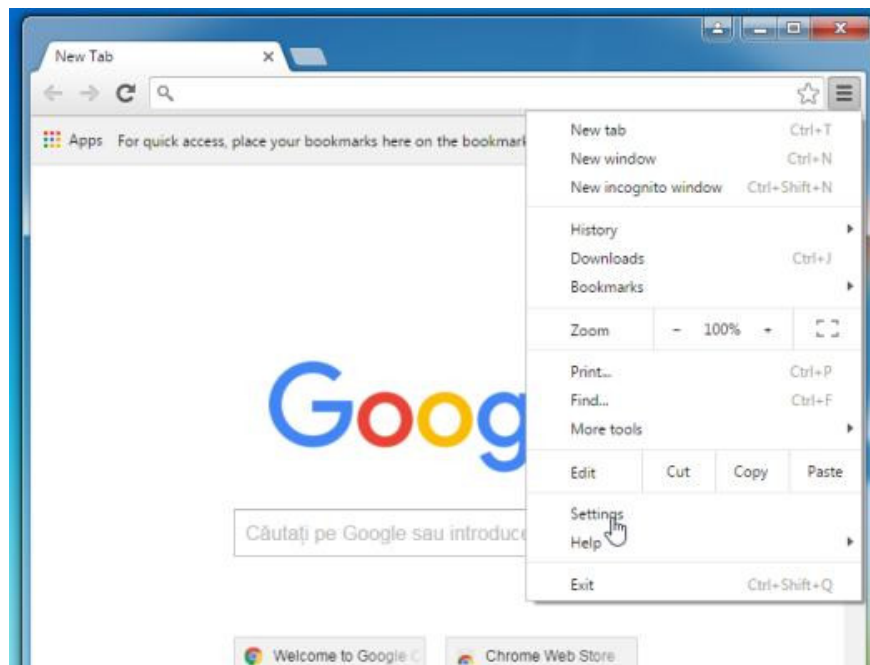 New Tab
Apps For quick access, place your bookmarks here on the bookmark
New tab Ctrl+T
New window Ctrl+N
New incognito window Ctrl+Shift+N
History
Downloads Ctrl+J
Bookmarks
Zoom - 100% +
Print... Ctrl+P
Find... Ctrl+F
More tools
Edit Cut Copy Paste
Settings
Help
Exit Ctrl+Shift+Q
Goog
Căutați pe Google sau introduce
Welcome to Google C
Chrome Web Store